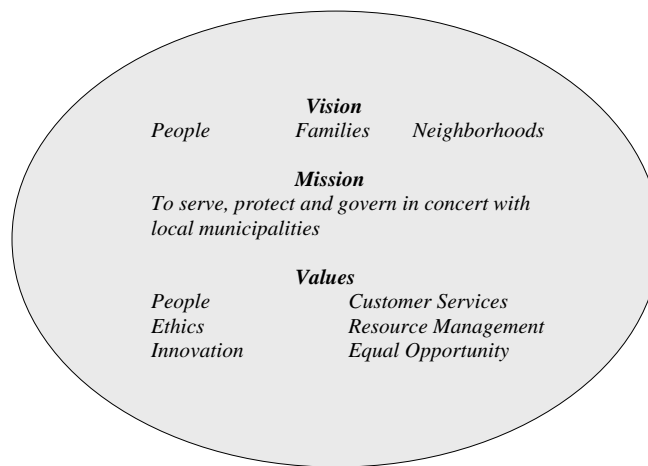 Vision
People Families Neighborhoods
Mission
To serve, protect and govern in concert with
local municipalities
Values
People Customer Services
Ethics Resource Management
Innovation Equal Opportunity